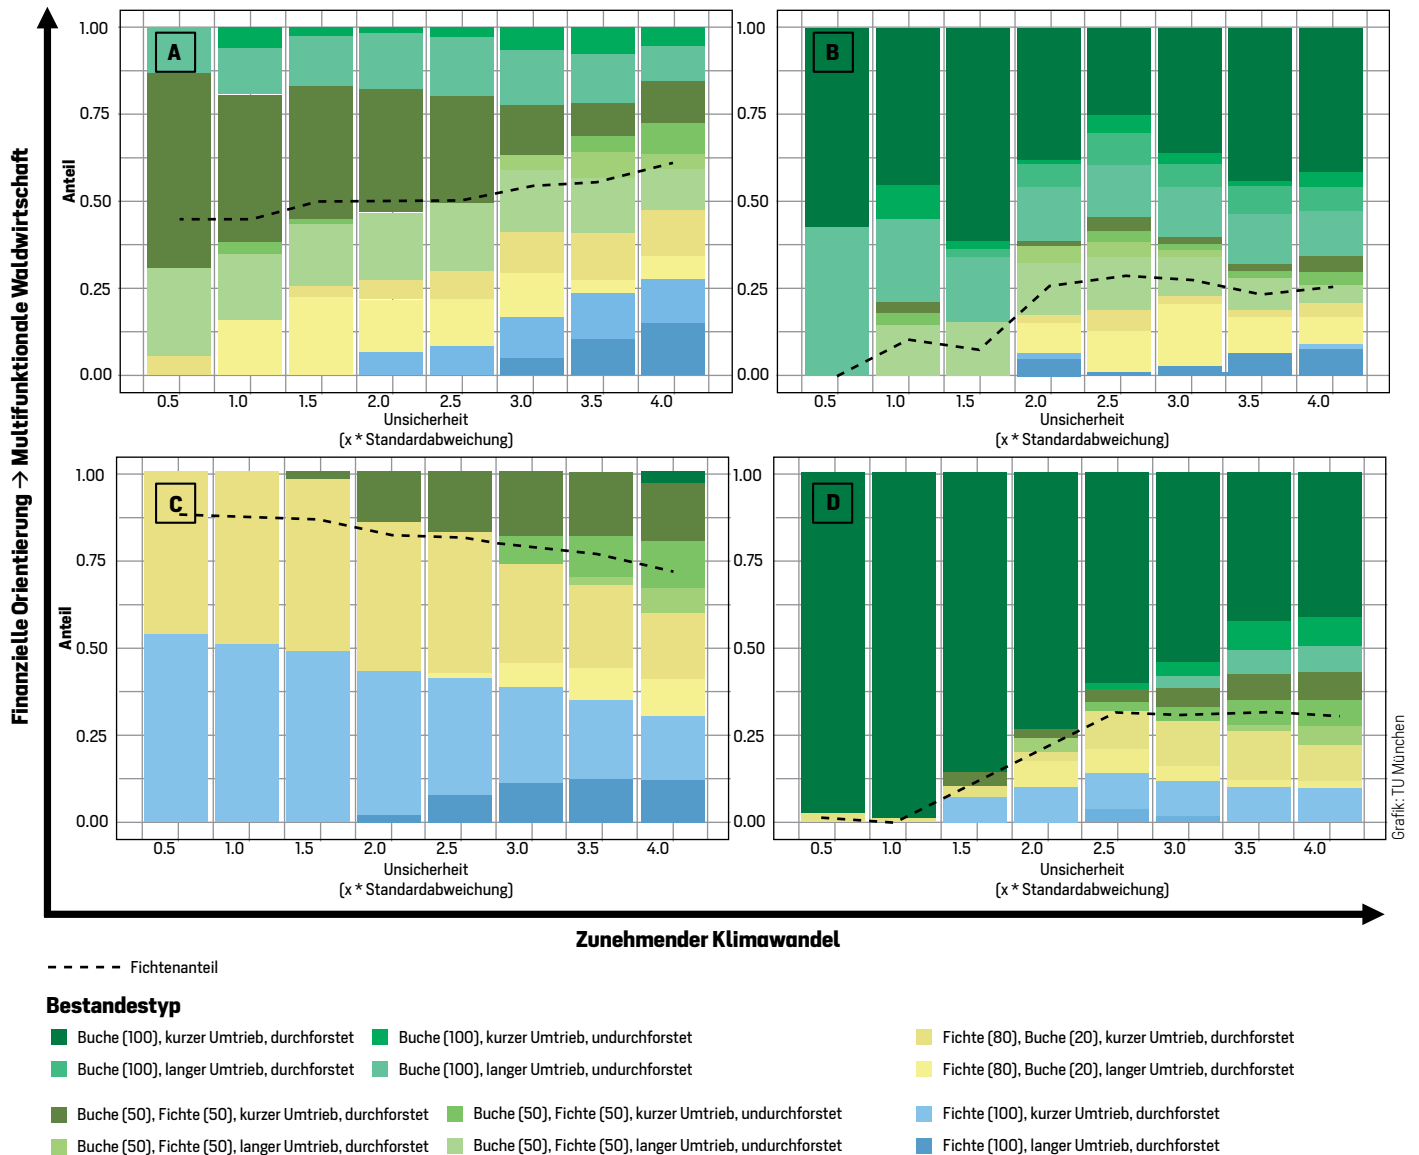 Finanzielle Orientierung → Multifunktionale Waldwirtschaft
A
1.00
0.75
0.50
0.25
0.00
Anteil
0.5 1.0 1.5 2.0 2.5 3.0 3.5 4.0
Unsicherheit
(x * Standardabweichung)
B
1.00
0.75
0.50
0.25
0.00
0.5 1.0 1.5 2.0 2.5 3.0 3.5 4.0
Unsicherheit
(x * Standardabweichung)
C
1.00
0.75
0.50
0.25
0.00
Anteil
0.5 1.0 1.5 2.0 2.5 3.0 3.5 4.0
Unsicherheit
(x * Standardabweichung)
D
1.00
0.75
0.50
0.25
0.00
0.5 1.0 1.5 2.0 2.5 3.0 3.5 4.0
Unsicherheit
(x * Standardabweichung)
Grafik: TU München
Zunehmender Klimawandel
Fichtenanteil
Bestandestyp
Buche (100), kurzer Umtrieb, durchforstet
Buche (100), kurzer Umtrieb, undurchforstet
Fichte (80), Buche (20), kurzer Umtrieb, durchforstet
Buche (100), langer Umtrieb, durchforstet
Buche (100), langer Umtrieb, undurchforstet
Fichte (80), Buche (20), langer Umtrieb, durchforstet
Buche (50), Fichte (50), kurzer Umtrieb, durchforstet
Buche (50), Fichte (50), kurzer Umtrieb, undurchforstet
Fichte (100), kurzer Umtrieb, durchforstet
Buche (50), Fichte (50), langer Umtrieb, durchforstet
Buche (50), Fichte (50), langer Umtrieb, undurchforstet
Fichte (100), langer Umtrieb, durchforstet